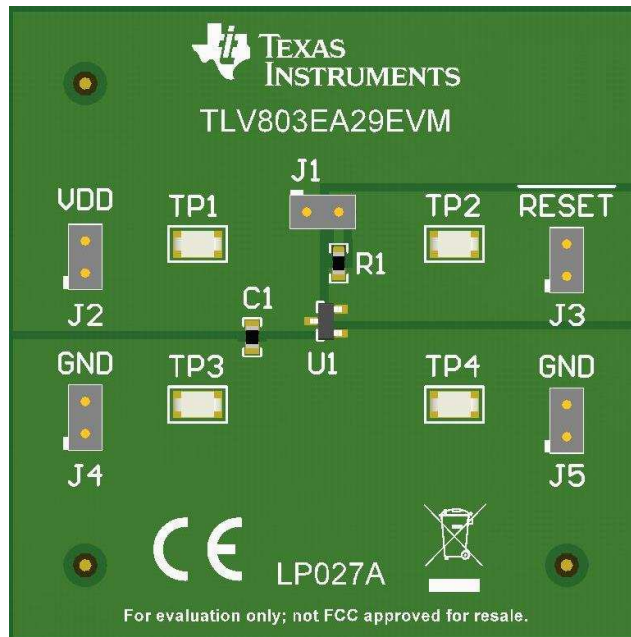 TEXAS
INSTRUMENTS
TLV803EA29EVM
J1
VDD
TP1
TP2
RESET
R1
J2
C1
J3
GND
TP3
U1
TP4
GND
J4
J5
CE
LP027A
For evaluation only; not FCC approved for resale.